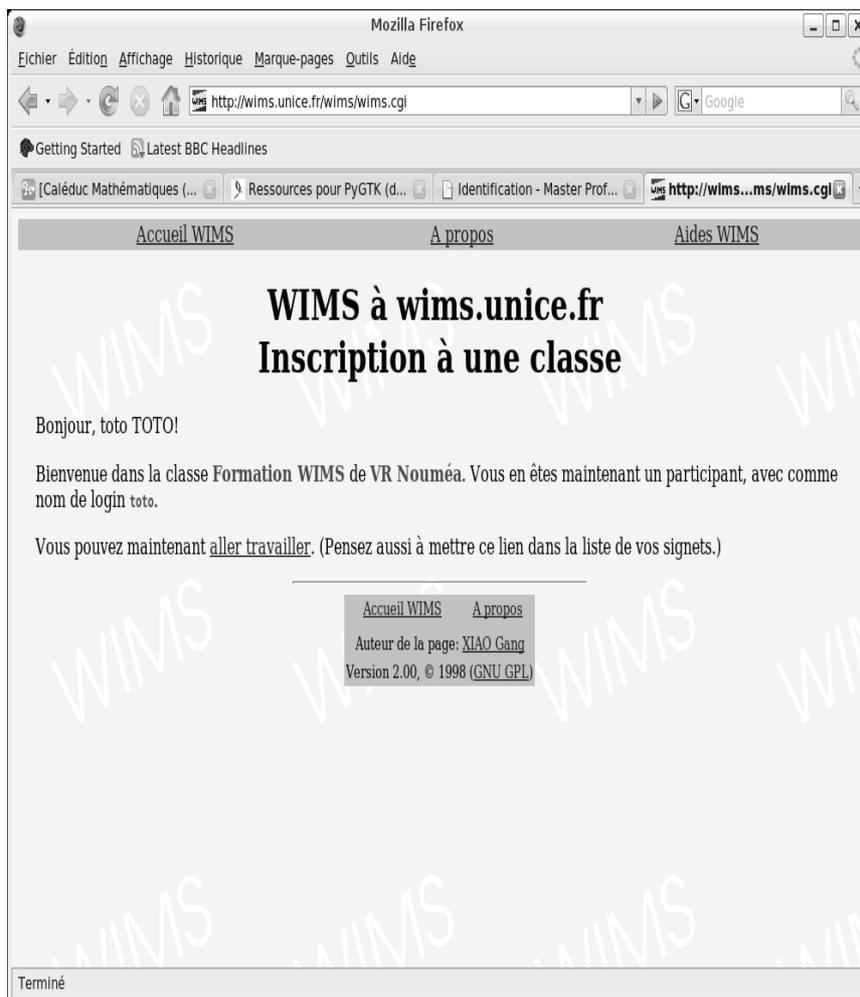 Mozilla Firefox
Fichier Édition Affichage Historique Marque-pages Outils Aide
http://wims.unice.fr/wims/wims.cgi
G Google
Getting Started Latest BBC Headlines
[Caléduc Mathématiques (... Ressources pour PyGTK (d... Identification - Master Prof... http://wims...ms/wims.cgi
Accueil WIMS A propos Aides WIMS
WIMS à wims.unice.fr
Inscription à une classe
Bonjour, toto TOTO!
Bienvenue dans la classe Formation WIMS de VR Nouméa. Vous en êtes maintenant un participant, avec comme
nom de login toto.
Vous pouvez maintenant aller travailler. (Pensez aussi à mettre ce lien dans la liste de vos signets.)
Accueil WIMS A propos
Auteur de la page: XIAO Gang
Version 2.00, © 1998 (GNU GPL)
WIMS WIMS WIMS WIMS
Terminé